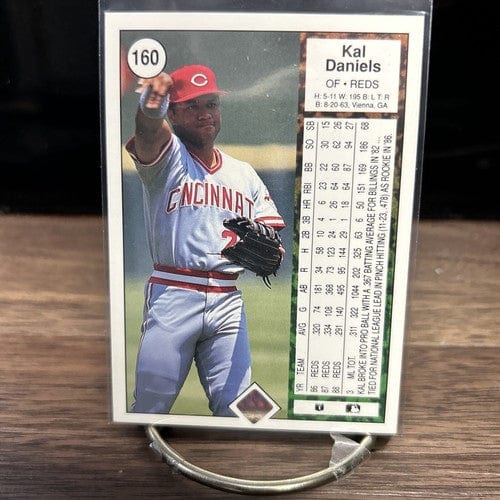 160
Kal
Daniels
OF • REDS
H: 5-11 W: 195 B: L T: R
B: 8-20-63, Vienna, GA
CINCINNAT
C
2
YR TEAM AVG G AB R H 2B 3B HR RBI BB SO SB
86 REDS .320 74 181 34 58 10 4 6 23 22 30 15
87 REDS .334 108 368 73 123 24 1 26 64 60 62 26
88 REDS .291 140 495 95 144 29 1 18 64 87 94 27
3 ML TOT. .311 322 1044 202 325 63 6 50 151 169 186 68
KAL BROKE INTO PRO BALL WITH A .367 BATTING AVERAGE FOR BILLINGS IN '82...
TIED FOR NATIONAL LEAGUE LEAD IN PINCH HITTING (11-23, .478) AS ROOKIE IN '86.